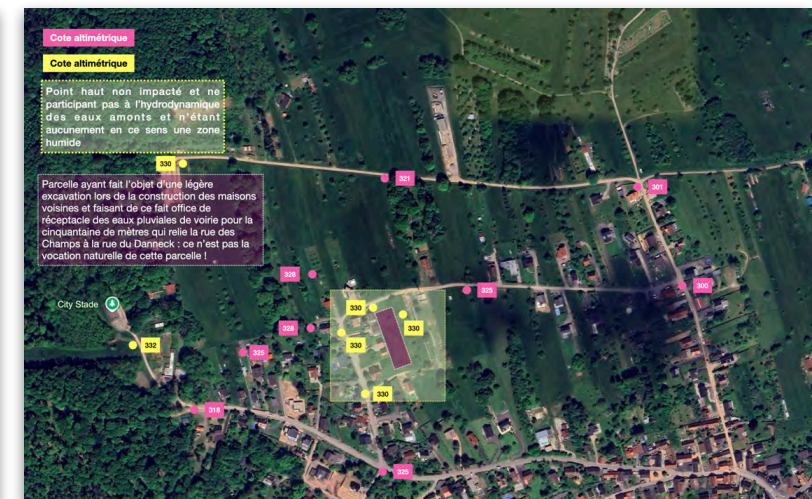 Cote altimétrique
Cote altimétrique
Point haut non impacté et ne
participant pas à l'hydrodynamique
des eaux amonts et n'étant
aucunement en ce sens une zone
humide
330
321
301
Parcelle ayant fait l'objet d'une légère
excavation lors de la construction des maisons
voisines et faisant de ce fait office de
réceptacle des eaux pluviales de voirie pour la
cinquantaine de mètres qui relie la rue des
Champs à la rue du Danneck : ce n'est pas la
vocation naturelle de cette parcelle !
328
325
300
City Stade
330
328
330
330
332
325
330
318
325